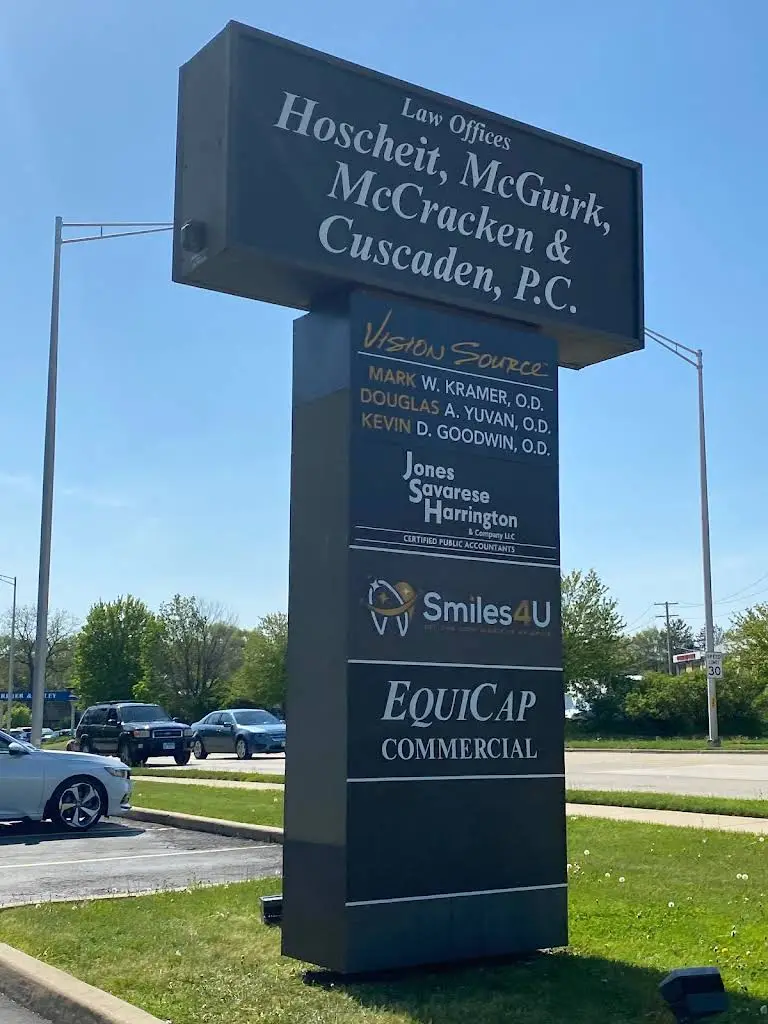 Law Offices
Hoscheit, McGuirk,
McCracken &
Cuscaden, P.C.
Vision Source
MARK W. KRAMER, O.D.
DOUGLAS A. YUVAN, O.D.
KEVIN D. GOODWIN, O.D.
Jones
Savarese
Harrington
& Company LLC
CERTIFIED PUBLIC ACCOUNTANTS
Smiles4U
EQUICAP
COMMERCIAL
30